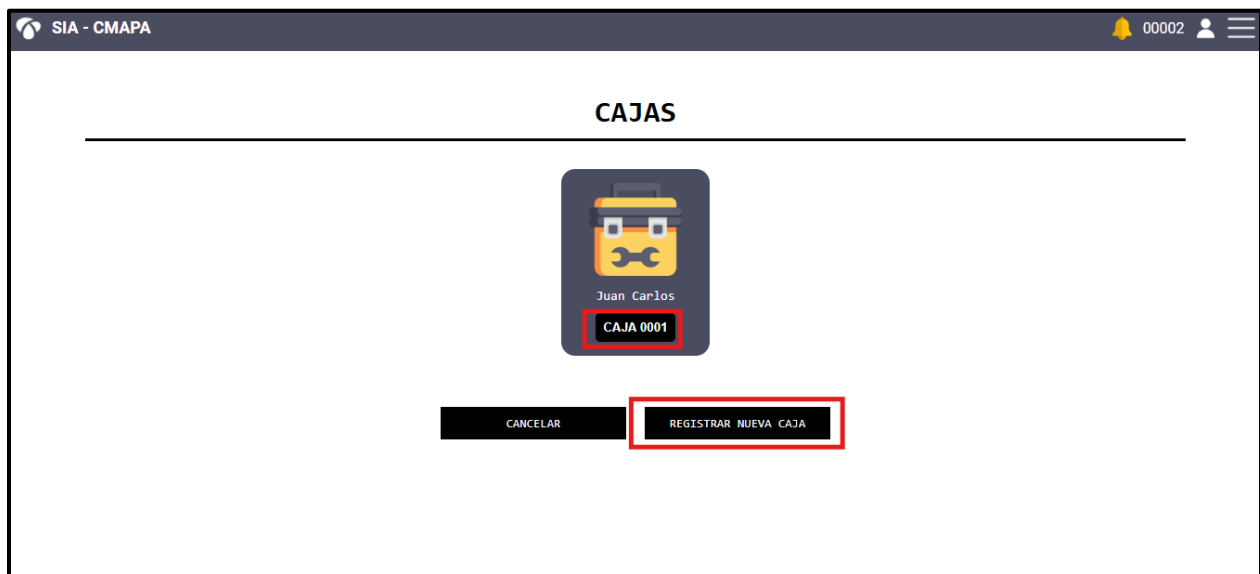 SIA - CMAPA
00002
CAJAS
Juan Carlos
CAJA 0001
CANCELAR
REGISTRAR NUEVA CAJA